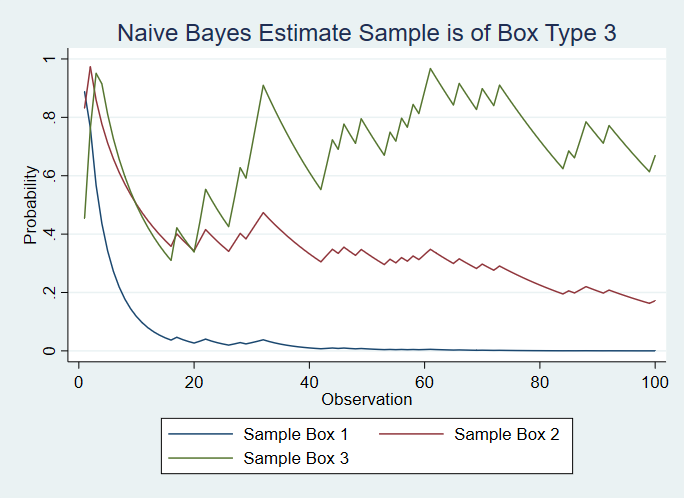 Naive Bayes Estimate Sample is of Box Type 3
Probability
1
.8
.6
.4
.2
0
0 20 40 60 80 100
Observation
Sample Box 1 Sample Box 2
Sample Box 3